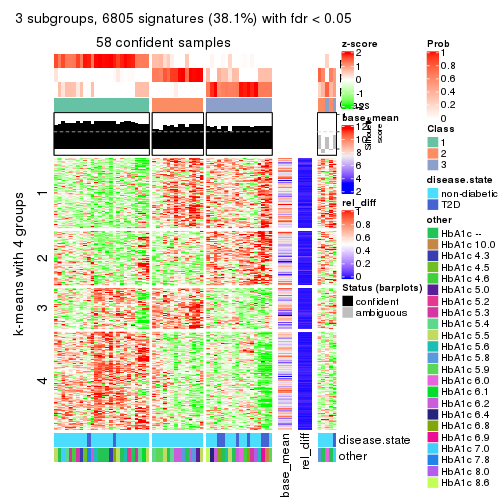 3 subgroups, 6805 signatures (38.1%) with fdr < 0.05
58 confident samples
k-means with 4 groups
1
2
3
4
base_mean
rel_diff
disease.state
other
z-score
2
1
0
-1
-2
Silhouette
score
base_mean
12
10
8
6
4
2
rel_diff
1
0.8
0.6
0.4
0.2
0
Status (barplots)
confident
ambiguous
Prob
1
0.8
0.6
0.4
0.2
0
Class
1
2
3
disease.state
non-diabetic
T2D
other
HbA1c --
HbA1c 10.0
HbA1c 4.3
HbA1c 4.5
HbA1c 4.6
HbA1c 5.0
HbA1c 5.2
HbA1c 5.3
HbA1c 5.4
HbA1c 5.5
HbA1c 5.6
HbA1c 5.8
HbA1c 5.9
HbA1c 6.0
HbA1c 6.1
HbA1c 6.2
HbA1c 6.4
HbA1c 6.8
HbA1c 6.9
HbA1c 7.0
HbA1c 7.8
HbA1c 8.0
HbA1c 8.6